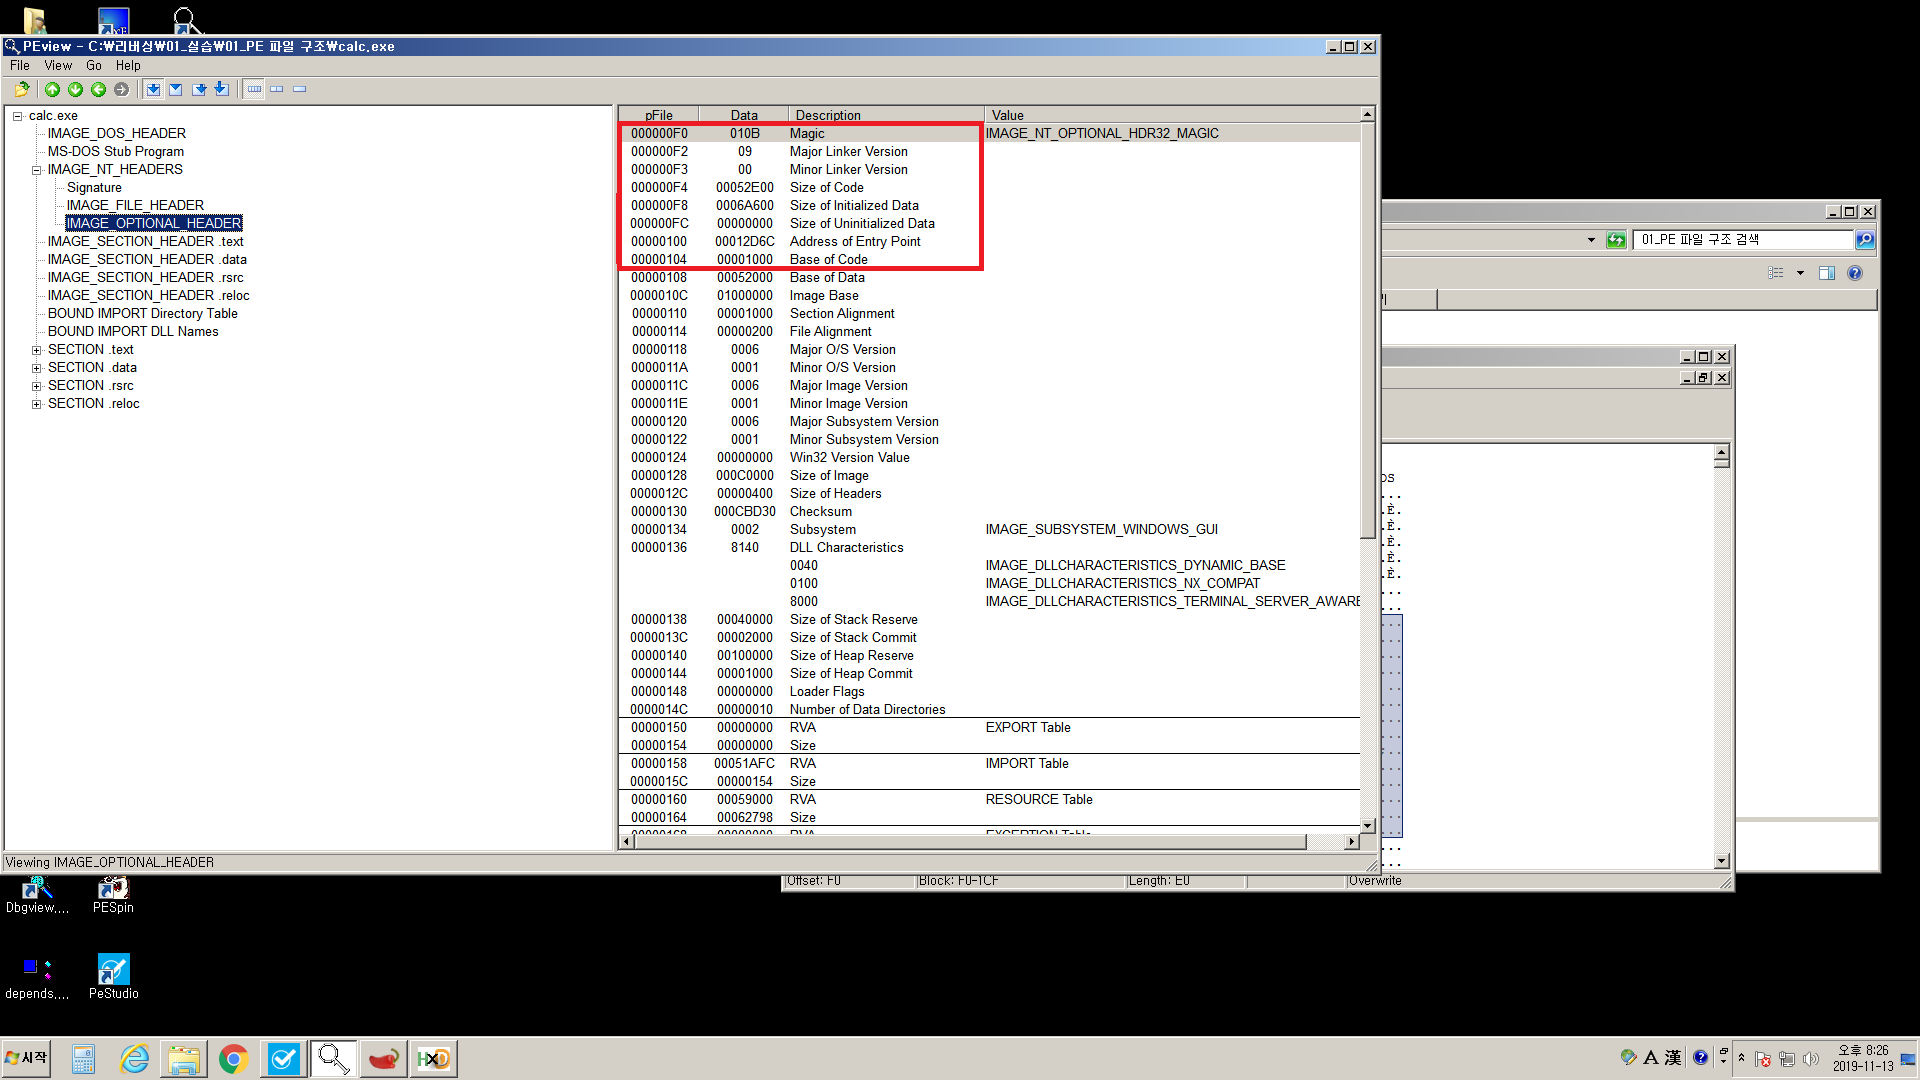 PEview - C:₩리버싱₩01_실습₩01_PE 파일 구조₩calc.exe
File View Go Help
calc.exe
IMAGE_DOS_HEADER
MS-DOS Stub Program
IMAGE_NT_HEADERS
Signature
IMAGE_FILE_HEADER
IMAGE_OPTIONAL_HEADER
IMAGE_SECTION_HEADER .text
IMAGE_SECTION_HEADER .data
IMAGE_SECTION_HEADER .rsrc
IMAGE_SECTION_HEADER .reloc
BOUND IMPORT Directory Table
BOUND IMPORT DLL Names
SECTION .text
SECTION .data
SECTION .rsrc
SECTION .reloc
pFile Data Description Value
000000F0 010B Magic IMAGE_NT_OPTIONAL_HDR32_MAGIC
000000F2 09 Major Linker Version
000000F3 00 Minor Linker Version
000000F4 00052E00 Size of Code
000000F8 0006A600 Size of Initialized Data
000000FC 00000000 Size of Uninitialized Data
00000100 00012D6C Address of Entry Point
00000104 00001000 Base of Code
00000108 00052000 Base of Data
0000010C 01000000 Image Base
00000110 00001000 Section Alignment
00000114 00000200 File Alignment
00000118 0006 Major O/S Version
0000011A 0001 Minor O/S Version
0000011C 0006 Major Image Version
0000011E 0001 Minor Image Version
00000120 0006 Major Subsystem Version
00000122 0001 Minor Subsystem Version
00000124 00000000 Win32 Version Value
00000128 000C0000 Size of Image
0000012C 00000400 Size of Headers
00000130 000CBD30 Checksum
00000134 0002 Subsystem IMAGE_SUBSYSTEM_WINDOWS_GUI
00000136 8140 DLL Characteristics
0040 IMAGE_DLLCHARACTERISTICS_DYNAMIC_BASE
0100 IMAGE_DLLCHARACTERISTICS_NX_COMPAT
8000 IMAGE_DLLCHARACTERISTICS_TERMINAL_SERVER_AWARE
00000138 00040000 Size of Stack Reserve
0000013C 00002000 Size of Stack Commit
00000140 00100000 Size of Heap Reserve
00000144 00001000 Size of Heap Commit
00000148 00000000 Loader Flags
0000014C 00000010 Number of Data Directories
00000150 00000000 RVA EXPORT Table
00000154 00000000 Size
00000158 00051AFC RVA IMPORT Table
0000015C 00000154 Size
00000160 00059000 RVA RESOURCE Table
00000164 00062798 Size
00000168 00000000 RVA EXCEPTION Table
Viewing IMAGE_OPTIONAL_HEADER
01_PE 파일 구조 검색
Offset: F0 Block: F0-1CF Length: E0 Overwrite
Dbgview,... PESpin
depends,... PeStudio
시작
HxD
A 漢
오후 8:26
2019-11-13